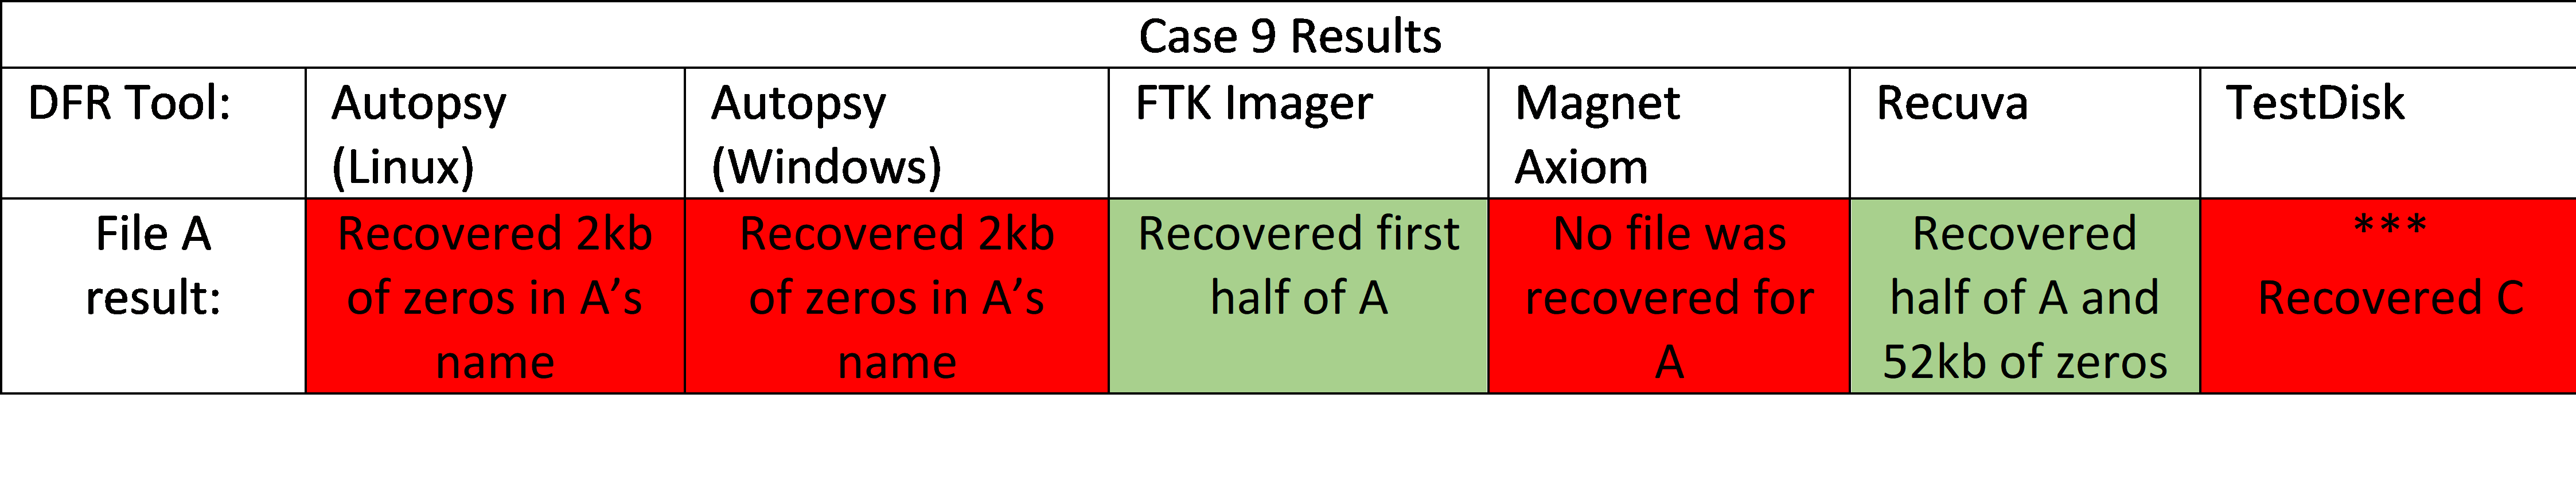 Case 9 Results
DFR Tool:
Autopsy
(Linux)
Autopsy
(Windows)
FTK Imager
Magnet
Axiom
Recuva
TestDisk
File A
result:
Recovered 2kb
of zeros in A’s
name
Recovered 2kb
of zeros in A’s
name
Recovered first
half of A
No file was
recovered for
A
Recovered
half of A and
52kb of zeros
***
Recovered C